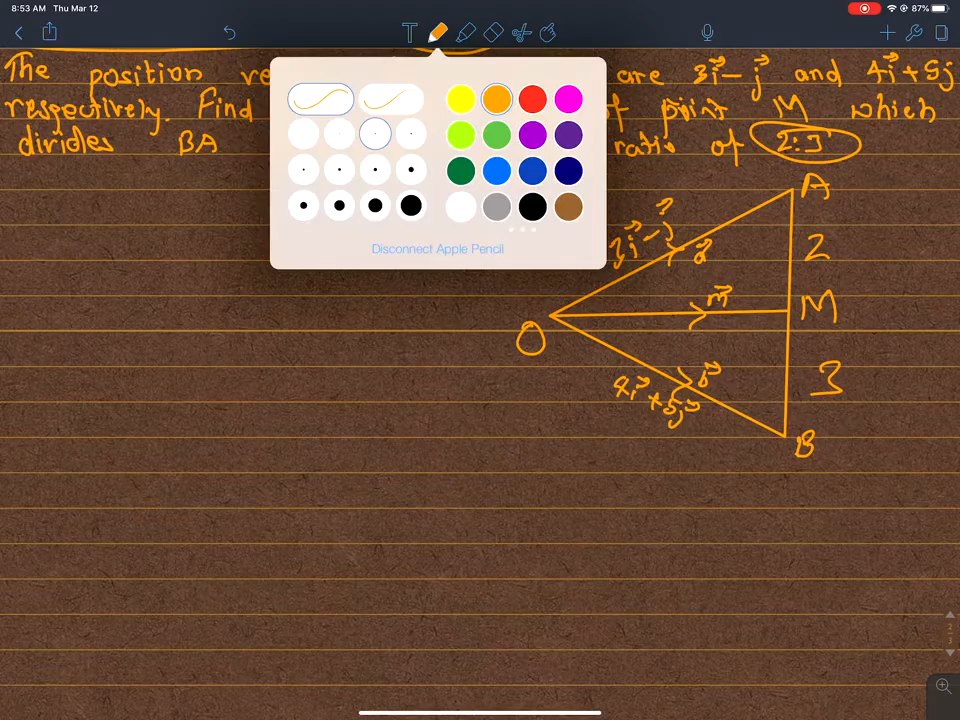 8:53 AM Thu Mar 12
87%
The position ve are 3i⃗ - j⃗ and 4i⃗ + 5j⃗
respectively. Find of point M which
divides BA ratio of 2:3
Disconnect Apple Pencil
A
3i⃗ - j⃗
a⃗
2
m⃗
M
O
b⃗
3
4i⃗ + 5j⃗
B